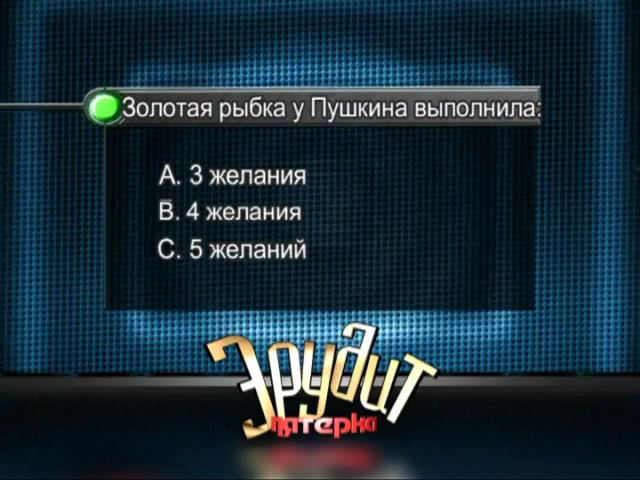 Золотая рыбка у Пушкина выполнила:
A. 3 желания
B. 4 желания
C. 5 желаний
Эрудит
пятерка